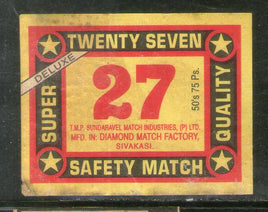 TWENTY SEVEN
DELUXE
SUPER
27
50's 75 Ps.
QUALITY
T.M.P. SUNDARAVEL MATCH INDUSTRIES, (P) LTD.,
MFD. IN: DIAMOND MATCH FACTORY,
SIVAKASI.
SAFETY MATCH